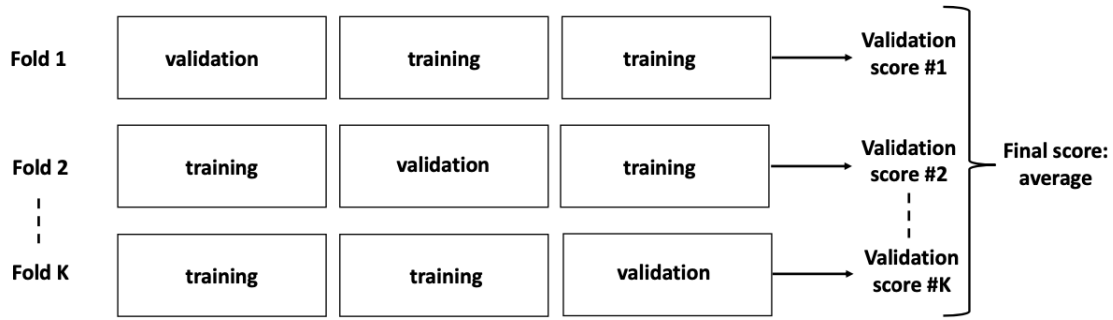 Fold 1
validation
training
training
Validation
score #1
Fold 2
training
validation
training
Validation
score #2
Fold K
training
training
validation
Validation
score #K
Final score:
average